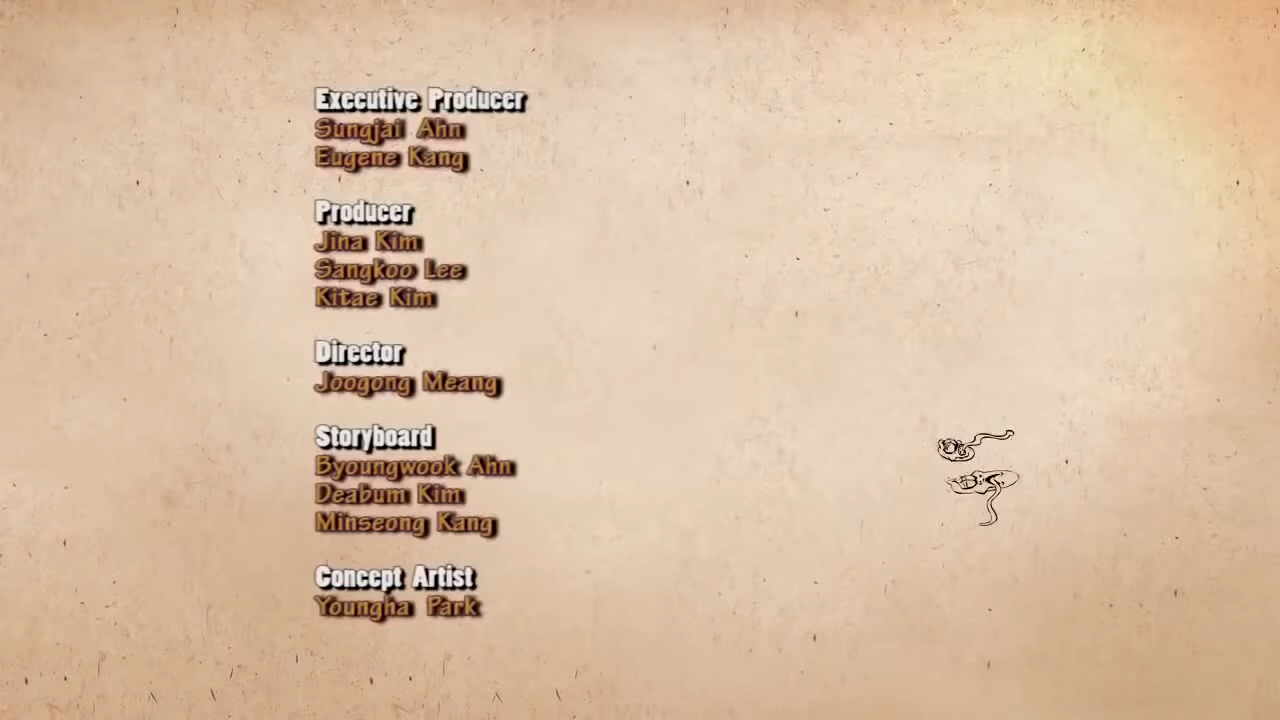 Executive Producer
Sungjai Ahn
Eugene Kang
Producer
Jina Kim
Sangkoo Lee
Kitae Kim
Director
Joogong Meang
Storyboard
Byoungwook Ahn
Deabum Kim
Minseong Kang
Concept Artist
Youngha Park